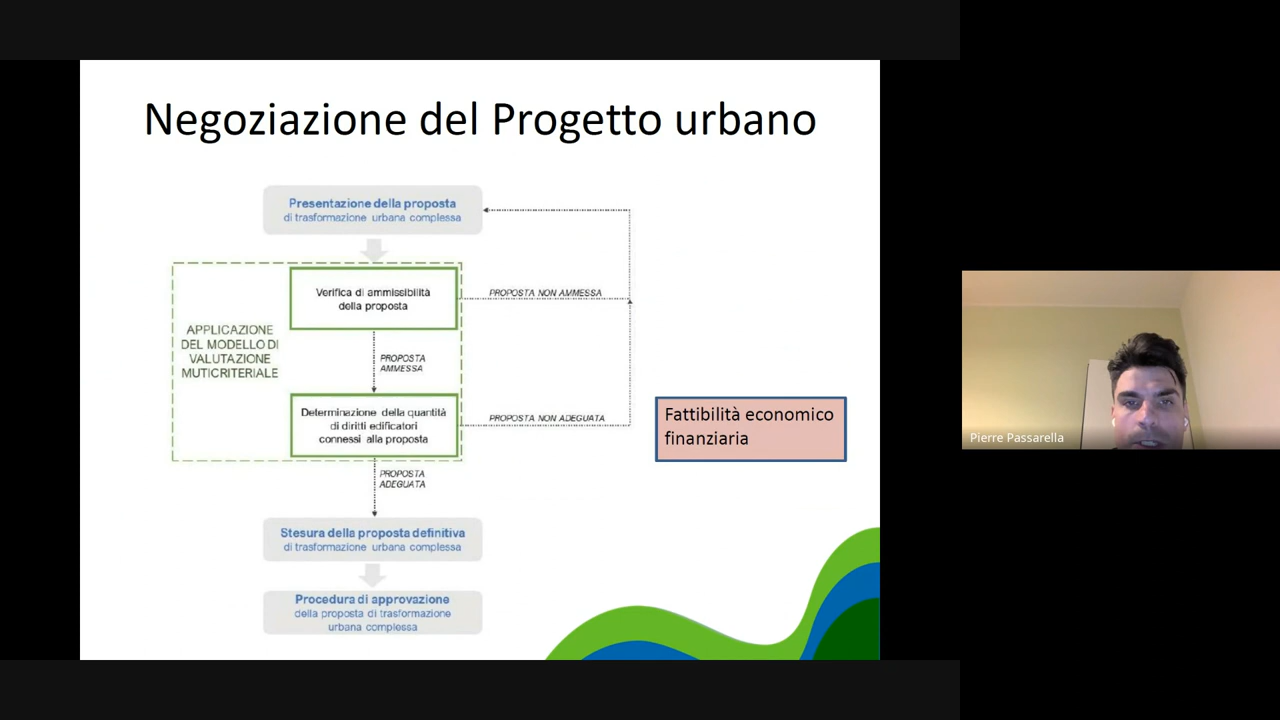 Negoziazione del Progetto urbano
Presentazione della proposta
di trasformazione urbana complessa
Verifica di ammissibilità
della proposta
PROPOSTA NON AMMESSA
APPLICAZIONE
DEL MODELLO DI
VALUTAZIONE
MUTICRITERIALE
PROPOSTA
AMMESSA
Determinazione della quantità
di diritti edificatori
connessi alla proposta
PROPOSTA NON ADEGUATA
Fattibilità economico
finanziaria
PROPOSTA
ADEGUATA
Stesura della proposta definitiva
di trasformazione urbana complessa
Procedura di approvazione
della proposta di trasformazione
urbana complessa
Pierre Passarella